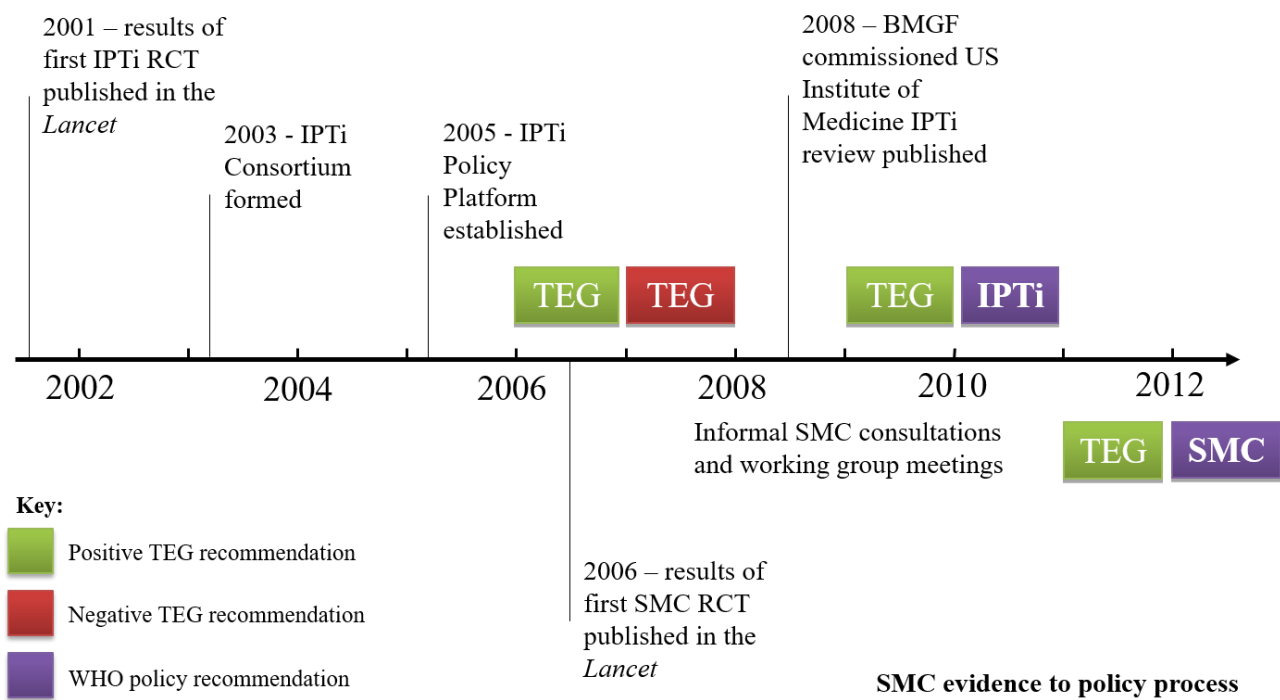 2001 – results of
first IPTi RCT
published in the
Lancet
2003 - IPTi
Consortium
formed
2005 - IPTi
Policy
Platform
established
2008 – BMGF
commissioned US
Institute of
Medicine IPTi
review published
TEG
TEG
TEG
IPTi
2002
2004
2006
2008
2010
2012
Informal SMC consultations
and working group meetings
TEG
SMC
2006 – results of
first SMC RCT
published in the
Lancet
Key:
Positive TEG recommendation
Negative TEG recommendation
WHO policy recommendation
SMC evidence to policy process